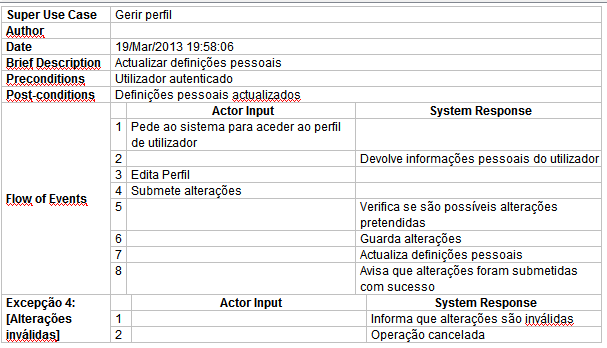 Super Use Case Gerir perfil
Author
Date 19/Mar/2013 19:58:06
Brief Description Actualizar definições pessoais
Preconditions Utilizador autenticado
Post-conditions Definições pessoais actualizados
Flow of Events
Actor Input System Response
1 Pede ao sistema para aceder ao perfil
de utilizador
2 Devolve informações pessoais do utilizador
3 Edita Perfil
4 Submete alterações
5 Verifica se são possíveis alterações
pretendidas
6 Guarda alterações
7 Actualiza definições pessoais
8 Avisa que alterações foram submetidas
com sucesso
Excepção 4:
[Alterações
inválidas]
Actor Input System Response
1 Informa que alterações são inválidas
2 Operação cancelada